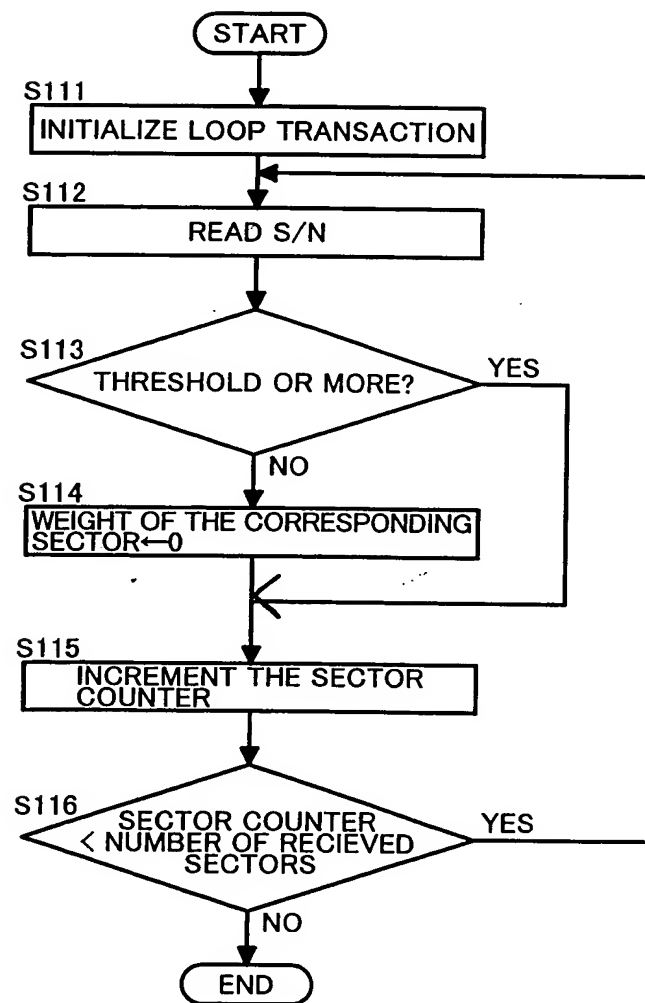 START
S111
INITIALIZE LOOP TRANSACTION
S112
READ S/N
S113
THRESHOLD OR MORE?
YES
NO
S114
WEIGHT OF THE CORRESPONDING
SECTOR←0
S115
INCREMENT THE SECTOR
COUNTER
S116
SECTOR COUNTER
< NUMBER OF RECIEVED
SECTORS
YES
NO
END